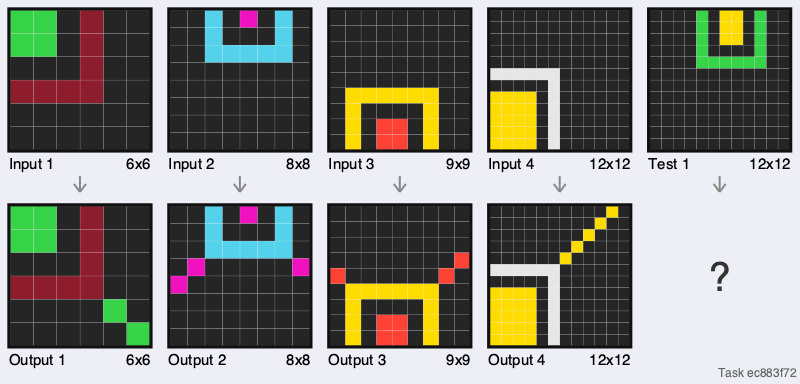 Input 1 6x6
Input 2 8x8
Input 3 9x9
Input 4 12x12
Test 1 12x12
?
Output 1 6x6
Output 2 8x8
Output 3 9x9
Output 4 12x12
Task ec883f72